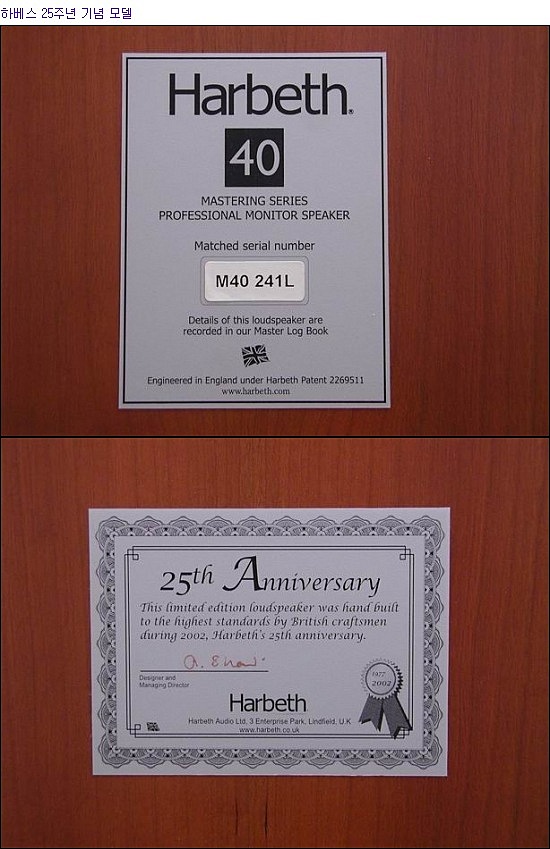 하베스 25주년 기념 모델
Harbeth®
40
MASTERING SERIES
PROFESSIONAL MONITOR SPEAKER
Matched serial number
M40 241L
Details of this loudspeaker are
recorded in our Master Log Book
Engineered in England under Harbeth Patent 2269511
www.harbeth.com
25th Anniversary
This limited edition loudspeaker was hand built
to the highest standards by British craftsmen
during 2002, Harbeth's 25th anniversary.
A. Shaw
Designer and
Managing Director
1977
2002
Harbeth
Harbeth Audio Ltd, 3 Enterprise Park, Lindfield, U.K
www.harbeth.co.uk